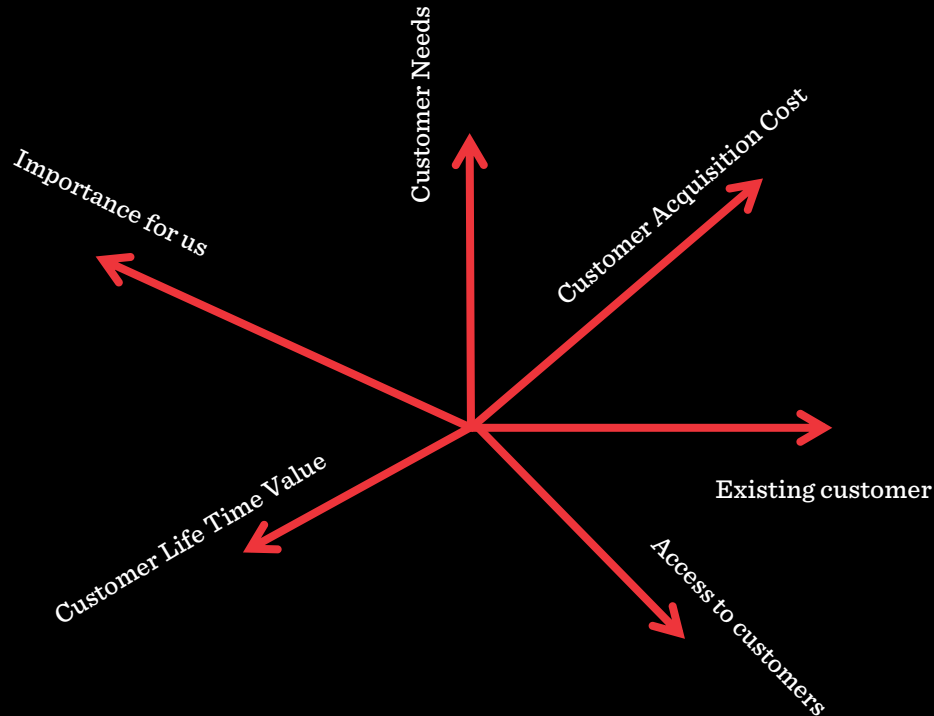 Customer Needs
Customer Acquisition Cost
Importance for us
Customer Life Time Value
Existing customer
Access to customers